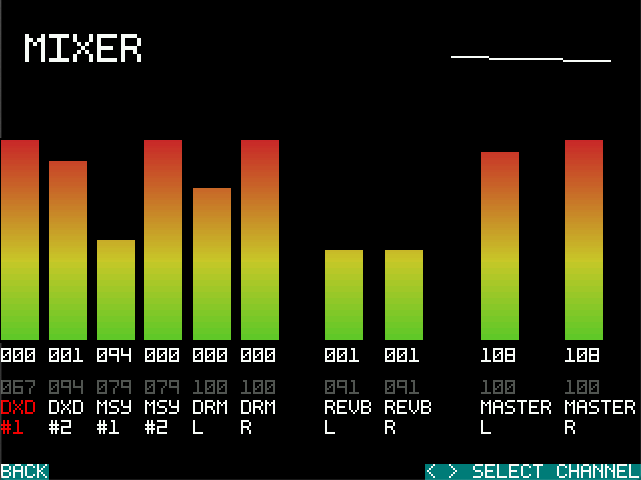 MIXER
000 001 094 000 000 000 001 001 108 108
067 094 079 079 100 100 091 091 100 100
DXD DXD MSY MSY DRM DRM REVB REVB MASTER MASTER
#1 #2 #1 #2 L R L R L R
BACK < > SELECT CHANNEL